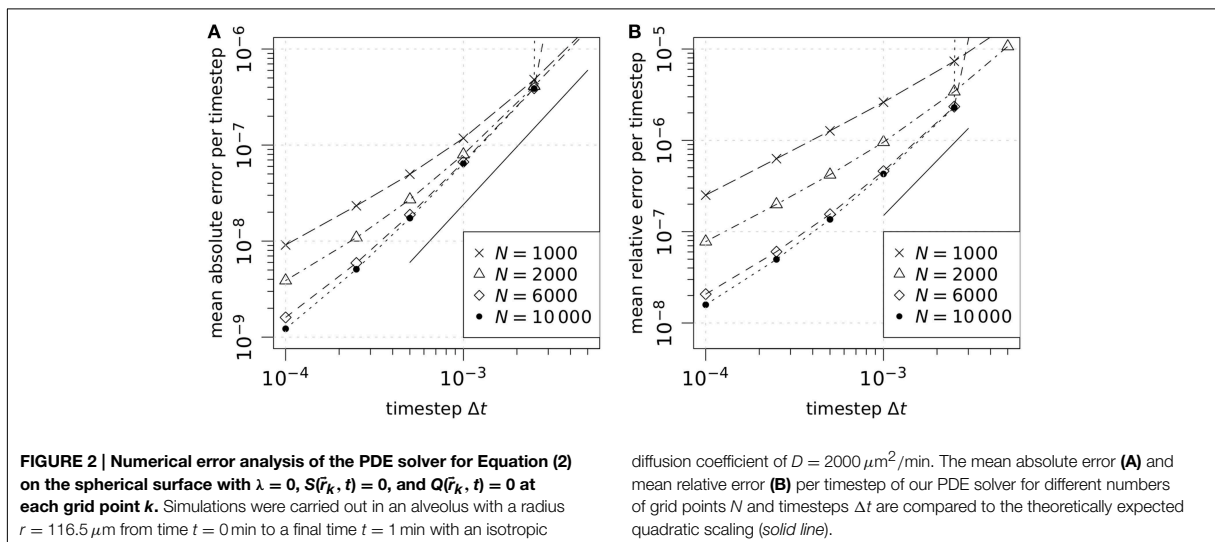 A
mean absolute error per timestep
10⁻⁶
10⁻⁷
10⁻⁸
10⁻⁹
N = 1000
N = 2000
N = 6000
N = 10 000
10⁻⁴
10⁻³
timestep Δt
B
mean relative error per timestep
10⁻⁵
10⁻⁶
10⁻⁷
10⁻⁸
N = 1000
N = 2000
N = 6000
N = 10 000
10⁻⁴
10⁻³
timestep Δt
FIGURE 2 | Numerical error analysis of the PDE solver for Equation (2)
on the spherical surface with λ = 0, S(r⃗ₖ, t) = 0, and Q(r⃗ₖ, t) = 0 at
each grid point k. Simulations were carried out in an alveolus with a radius
r = 116.5 μm from time t = 0 min to a final time t = 1 min with an isotropic
diffusion coefficient of D = 2000 μm²/min. The mean absolute error (A) and
mean relative error (B) per timestep of our PDE solver for different numbers
of grid points N and timesteps Δt are compared to the theoretically expected
quadratic scaling (solid line).